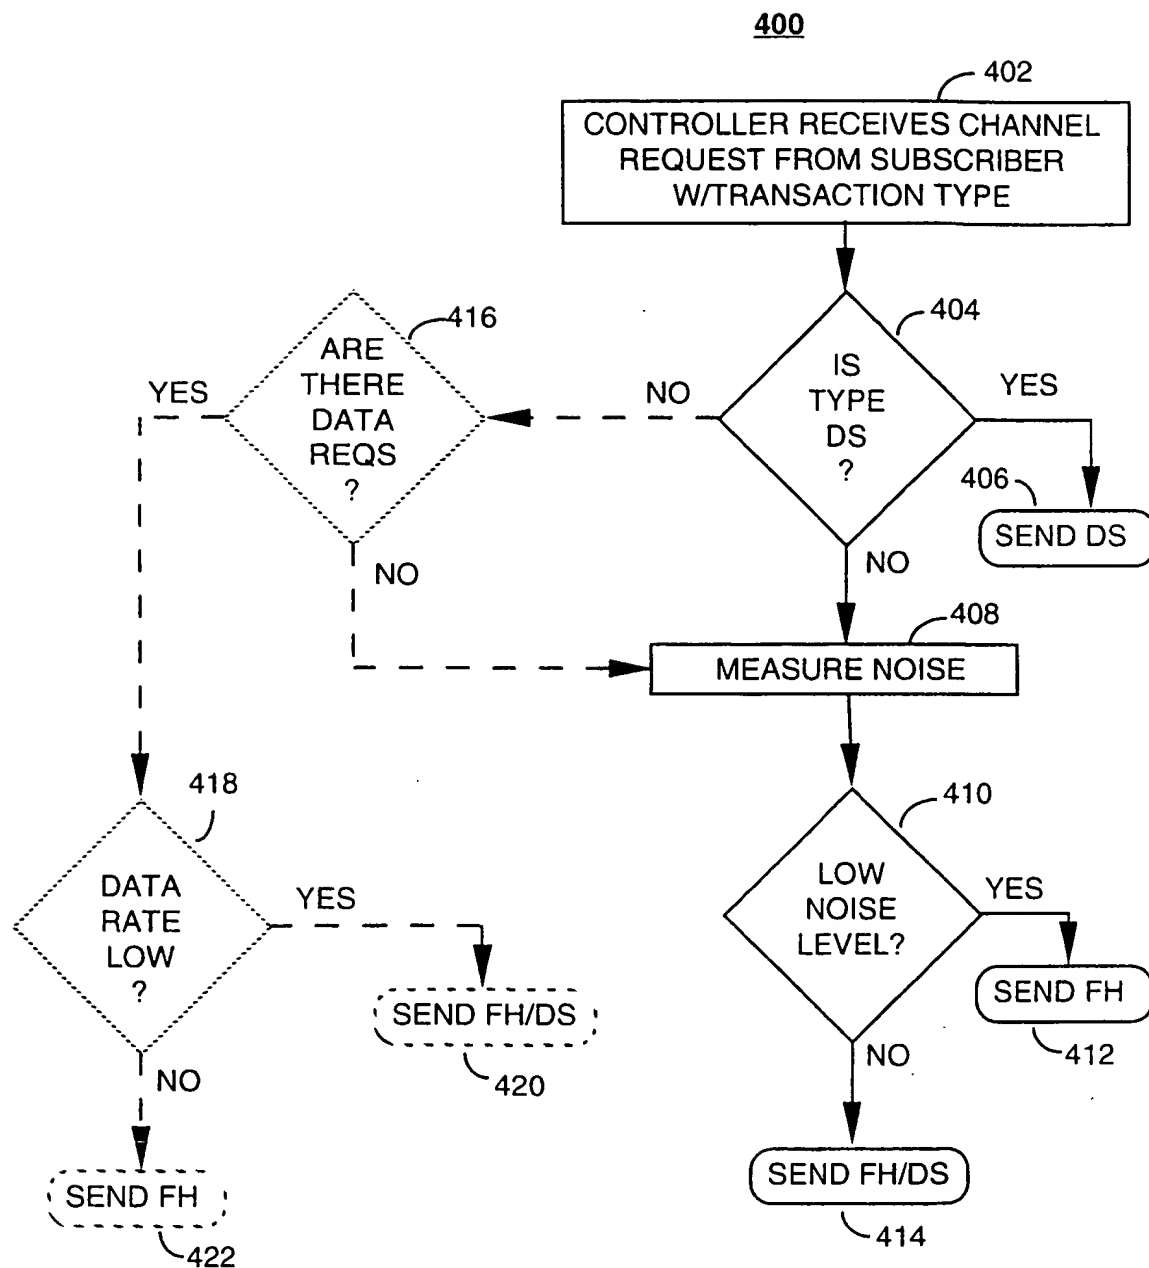 400
402
CONTROLLER RECEIVES CHANNEL
REQUEST FROM SUBSCRIBER
W/TRANSACTION TYPE
404
IS
TYPE
DS
?
YES
NO
NO
406
SEND DS
416
ARE
THERE
DATA
REQS
?
YES
NO
408
MEASURE NOISE
410
LOW
NOISE
LEVEL?
YES
NO
SEND FH
412
SEND FH/DS
414
418
DATA
RATE
LOW
?
YES
NO
SEND FH/DS
420
SEND FH
422